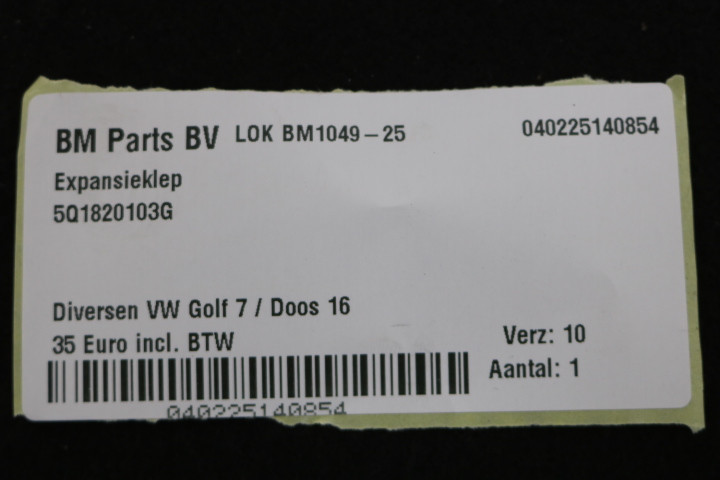 BM Parts BV LOK BM1049-25 040225140854
Expansieklep
5Q1820103G
Diversen VW Golf 7 / Doos 16
35 Euro incl. BTW
Verz: 10
Aantal: 1
040225140854